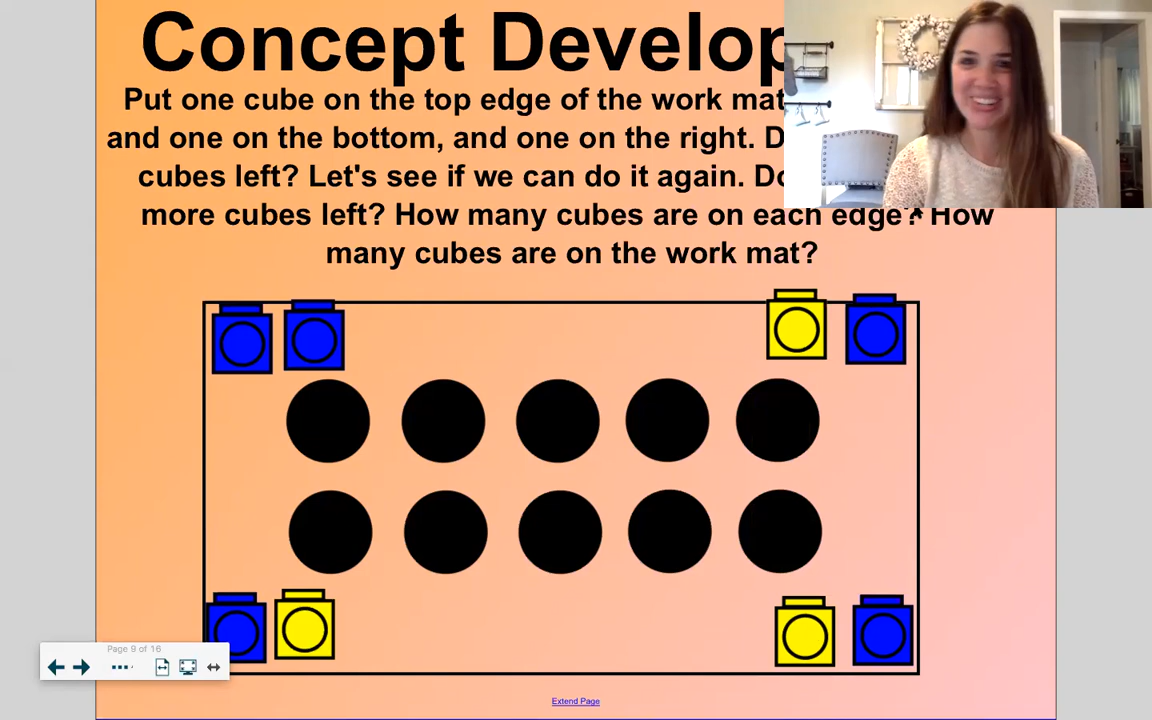 Concept Develop
Put one cube on the top edge of the work mat
and one on the bottom, and one on the right. D
cubes left? Let's see if we can do it again. Do
more cubes left? How many cubes are on each edge? How
many cubes are on the work mat?
Page 9 of 16
Extend Page